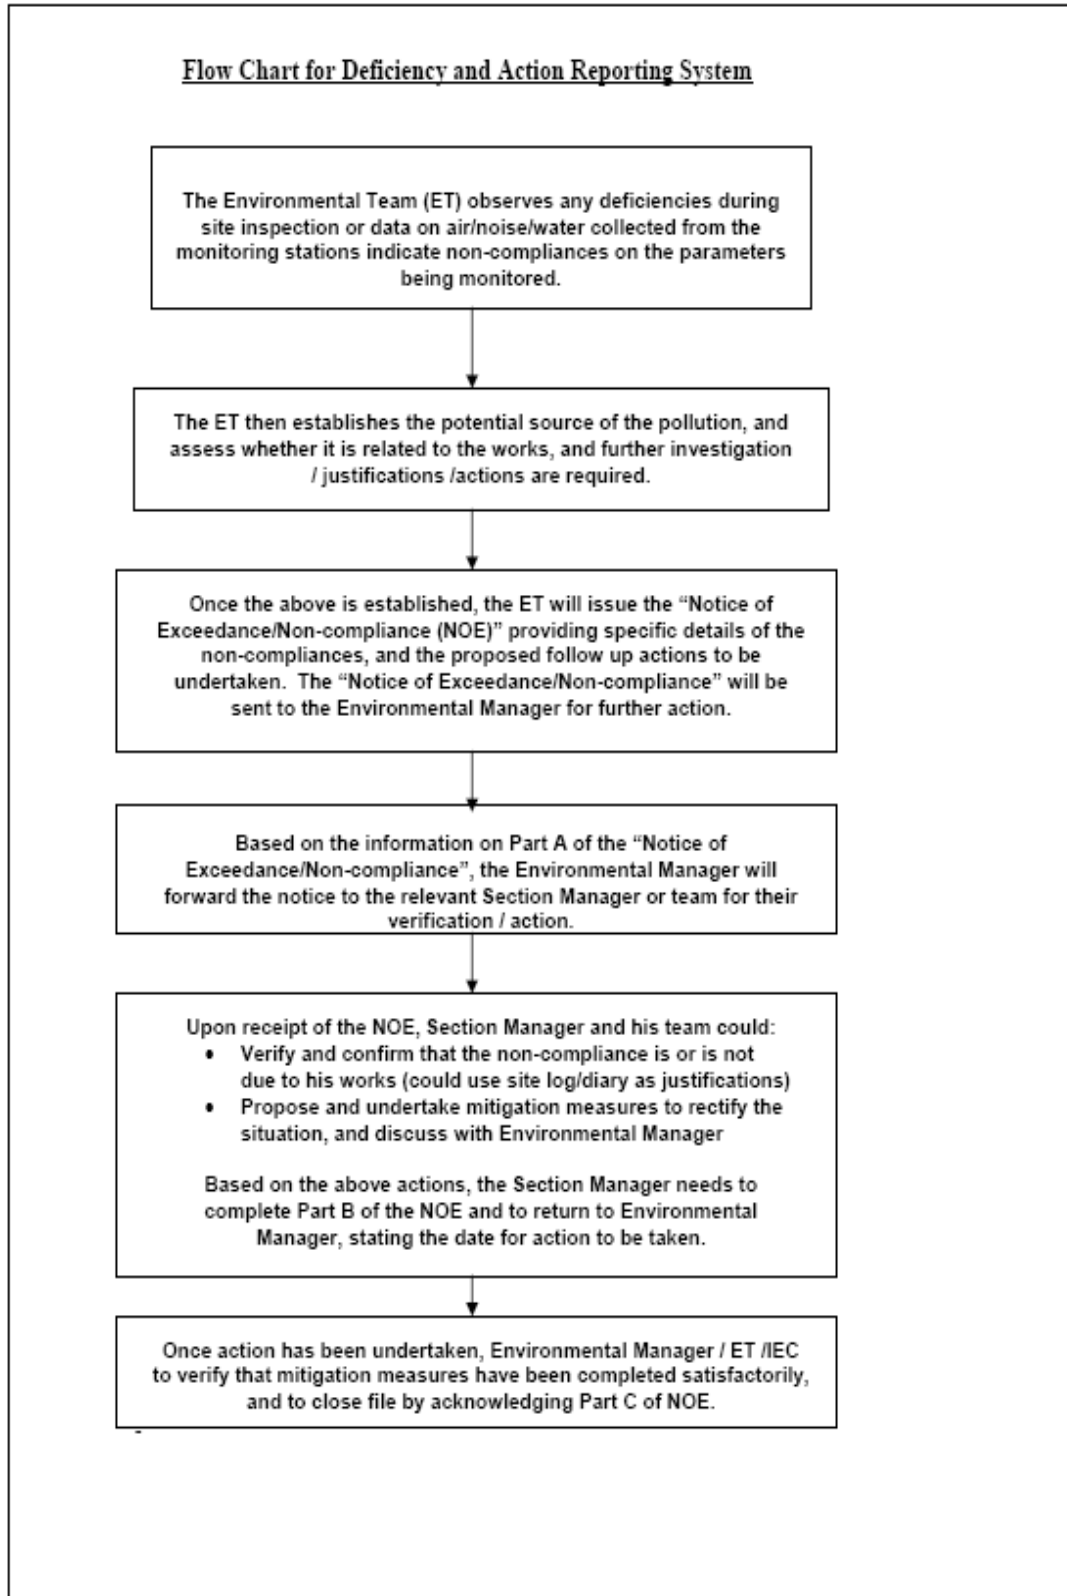 Flow Chart for Deficiency and Action Reporting System
The Environmental Team (ET) observes any deficiencies during
site inspection or data on air/noise/water collected from the
monitoring stations indicate non-compliances on the parameters
being monitored.
The ET then establishes the potential source of the pollution, and
assess whether it is related to the works, and further investigation
/ justifications /actions are required.
Once the above is established, the ET will issue the “Notice of
Exceedance/Non-compliance (NOE)” providing specific details of the
non-compliances, and the proposed follow up actions to be
undertaken. The “Notice of Exceedance/Non-compliance” will be
sent to the Environmental Manager for further action.
Based on the information on Part A of the “Notice of
Exceedance/Non-compliance”, the Environmental Manager will
forward the notice to the relevant Section Manager or team for their
verification / action.
Upon receipt of the NOE, Section Manager and his team could:
• Verify and confirm that the non-compliance is or is not
due to his works (could use site log/diary as justifications)
• Propose and undertake mitigation measures to rectify the
situation, and discuss with Environmental Manager
Based on the above actions, the Section Manager needs to
complete Part B of the NOE and to return to Environmental
Manager, stating the date for action to be taken.
Once action has been undertaken, Environmental Manager / ET /IEC
to verify that mitigation measures have been completed satisfactorily,
and to close file by acknowledging Part C of NOE.
-